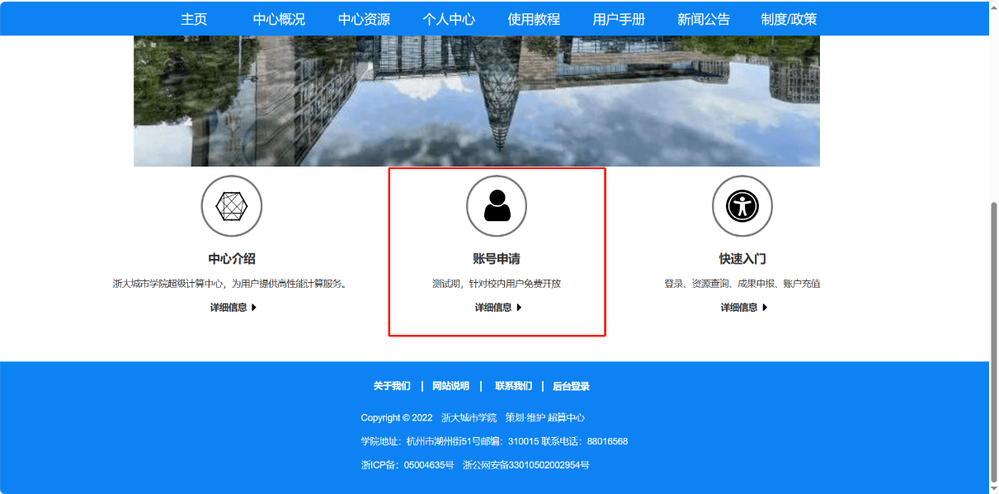 主页 中心概况 中心资源 个人中心 使用教程 用户手册 新闻公告 制度/政策
中心介绍
浙大城市学院超级计算中心，为用户提供高性能计算服务。
详细信息
账号申请
测试期，针对校内用户免费开放
详细信息
快速入门
登录、资源查询、成果申报、账户充值
详细信息
关于我们 | 网站说明 | 联系我们 | 后台登录
Copyright © 2022 浙大城市学院 策划·维护 超算中心
学院地址：杭州市湖州街51号邮编：310015 联系电话：88016568
浙ICP备：05004635号 浙公网安备33010502002954号